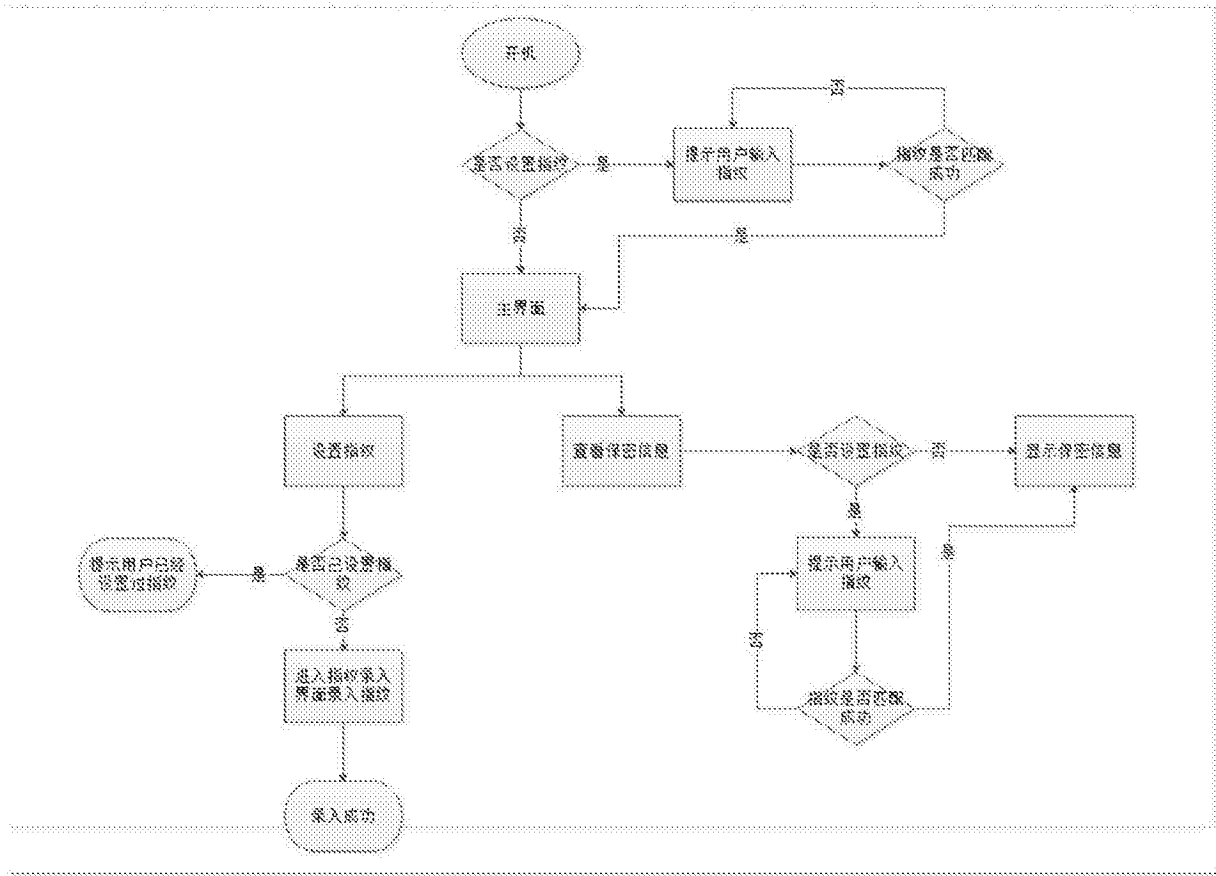 开机
否
是否设置指纹
是
提示用户输入
指纹
指纹是否匹配
成功
否
是
主界面
设置指纹
查看保密信息
是否设置指纹
否
显示保密信息
是
提示用户已经
设置过指纹
是
是否已设置指
纹
提示用户输入
指纹
是
否
否
进入指纹录入
界面录入指纹
指纹是否匹配
成功
录入成功